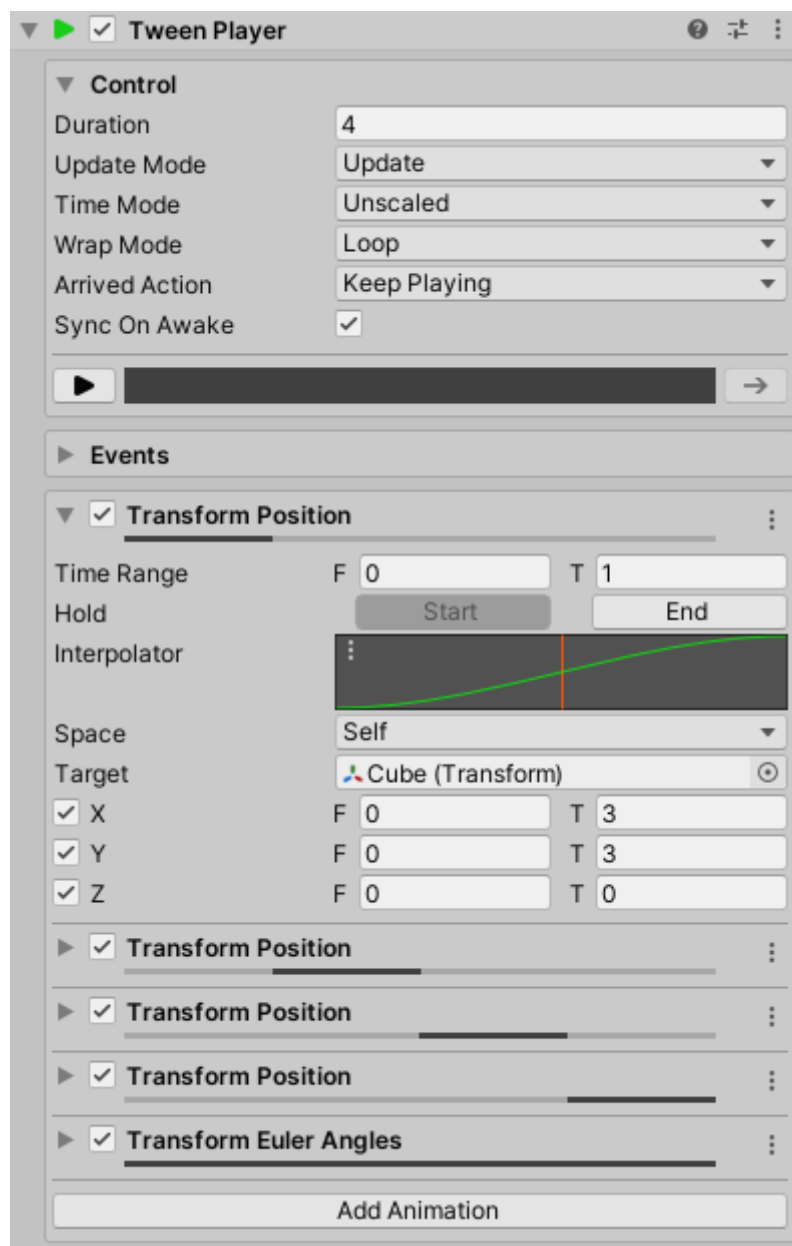 Tween Player
Control
Duration 4
Update Mode Update
Time Mode Unscaled
Wrap Mode Loop
Arrived Action Keep Playing
Sync On Awake
Events
Transform Position
Time Range F 0 T 1
Hold Start End
Interpolator
Space Self
Target Cube (Transform)
X F 0 T 3
Y F 0 T 3
Z F 0 T 0
Transform Position
Transform Position
Transform Position
Transform Euler Angles
Add Animation